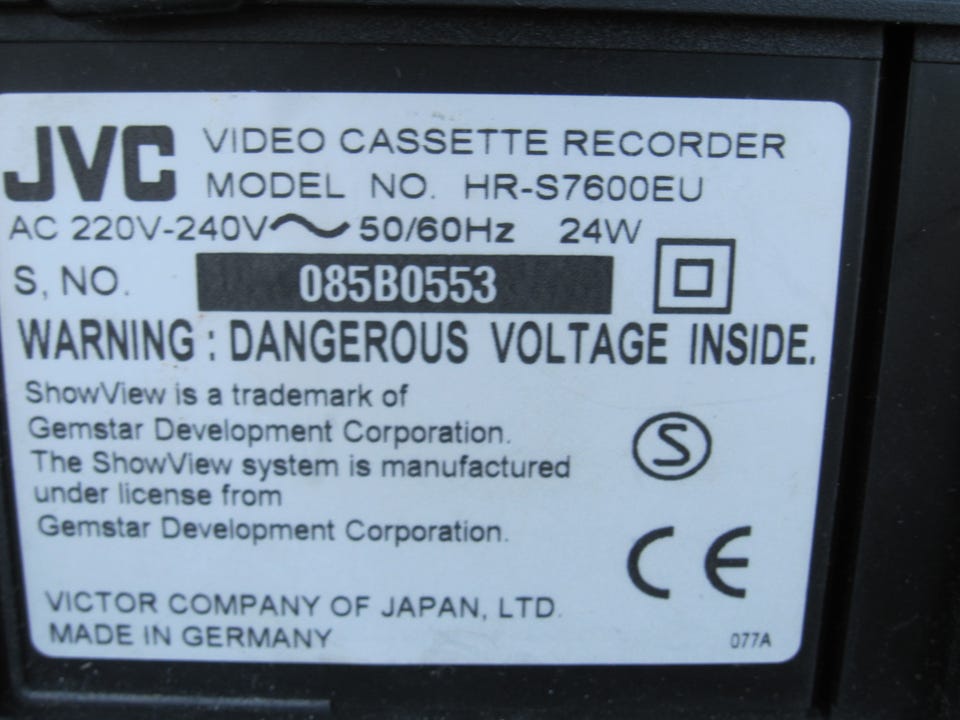 JVC VIDEO CASSETTE RECORDER
MODEL NO. HR-S7600EU
AC 220V-240V～ 50/60Hz 24W
S, NO. 085B0553
WARNING : DANGEROUS VOLTAGE INSIDE.
ShowView is a trademark of
Gemstar Development Corporation.
The ShowView system is manufactured
under license from
Gemstar Development Corporation.
S
CE
VICTOR COMPANY OF JAPAN, LTD.
MADE IN GERMANY
077A